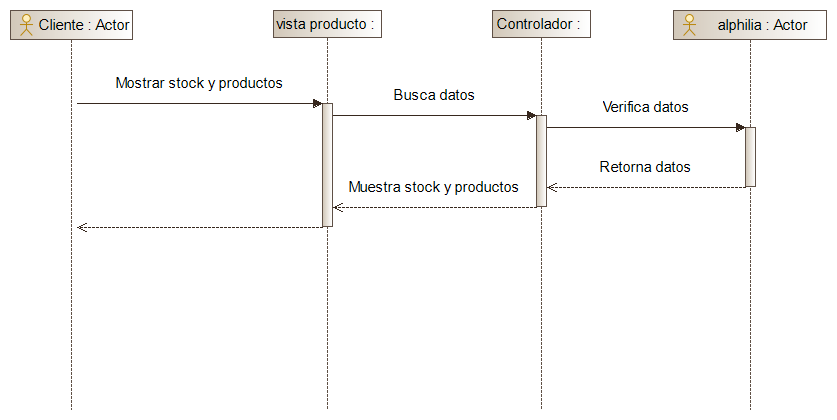 Cliente : Actor
vista producto :
Controlador :
alphilia : Actor
Mostrar stock y productos
Busca datos
Verifica datos
Retorna datos
Muestra stock y productos